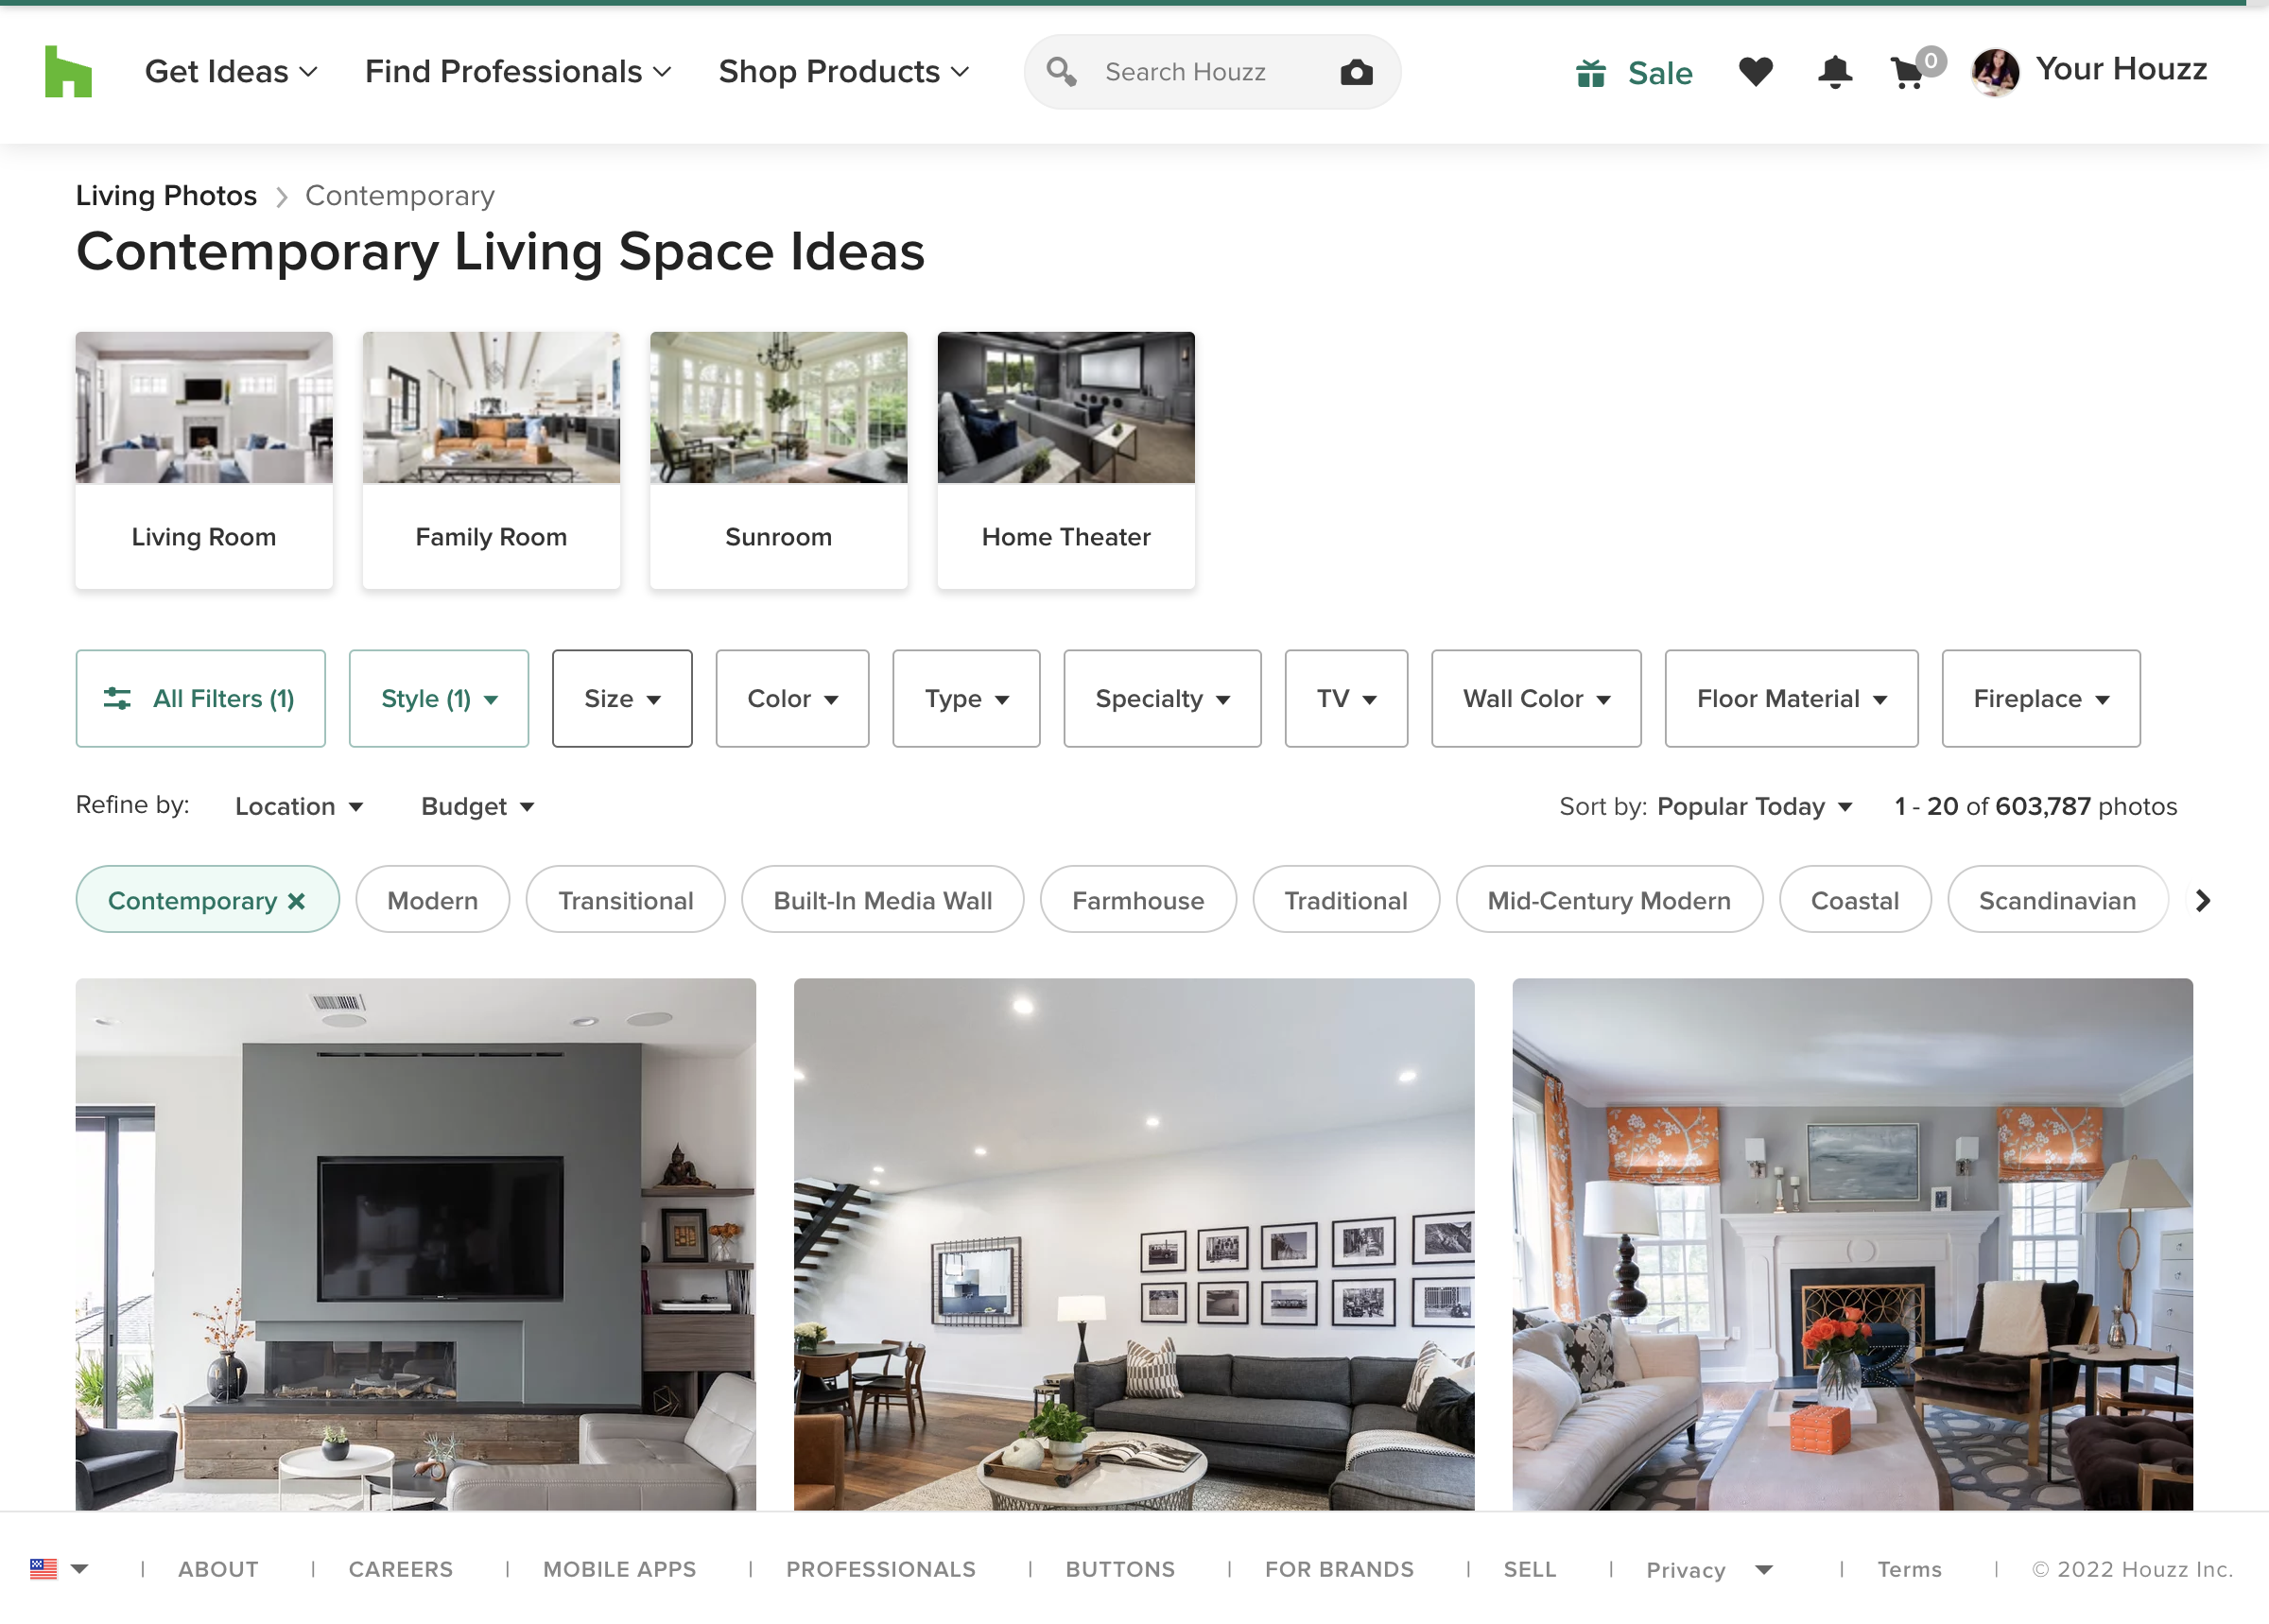 Get Ideas
Find Professionals
Shop Products
Search Houzz
Sale
0
Your Houzz
Living Photos
Contemporary
Contemporary Living Space Ideas
Living Room
Family Room
Sunroom
Home Theater
All Filters (1)
Style (1)
Size
Color
Type
Specialty
TV
Wall Color
Floor Material
Fireplace
Refine by:
Location
Budget
Sort by: Popular Today
1 - 20 of 603,787 photos
Contemporary
Modern
Transitional
Built-In Media Wall
Farmhouse
Traditional
Mid-Century Modern
Coastal
Scandinavian
ABOUT
CAREERS
MOBILE APPS
PROFESSIONALS
BUTTONS
FOR BRANDS
SELL
Privacy
Terms
© 2022 Houzz Inc.